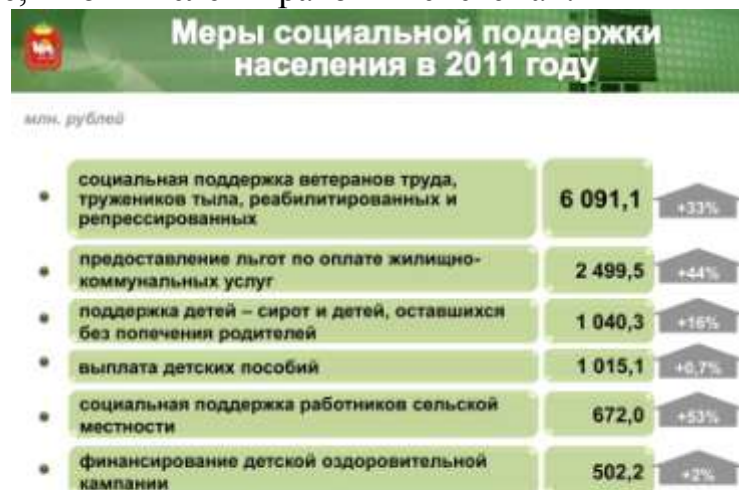 Меры социальной поддержки
населения в 2011 году
млн. рублей
социальная поддержка ветеранов труда,
тружеников тыла, реабилитированных и
репрессированных
6 091,1
+33%
предоставление льгот по оплате жилищно-
коммунальных услуг
2 499,5
+44%
поддержка детей – сирот и детей, оставшихся
без попечения родителей
1 040,3
+16%
выплата детских пособий
1 015,1
+0,7%
социальная поддержка работников сельской
местности
672,0
+53%
финансирование детской оздоровительной
кампании
502,2
+2%